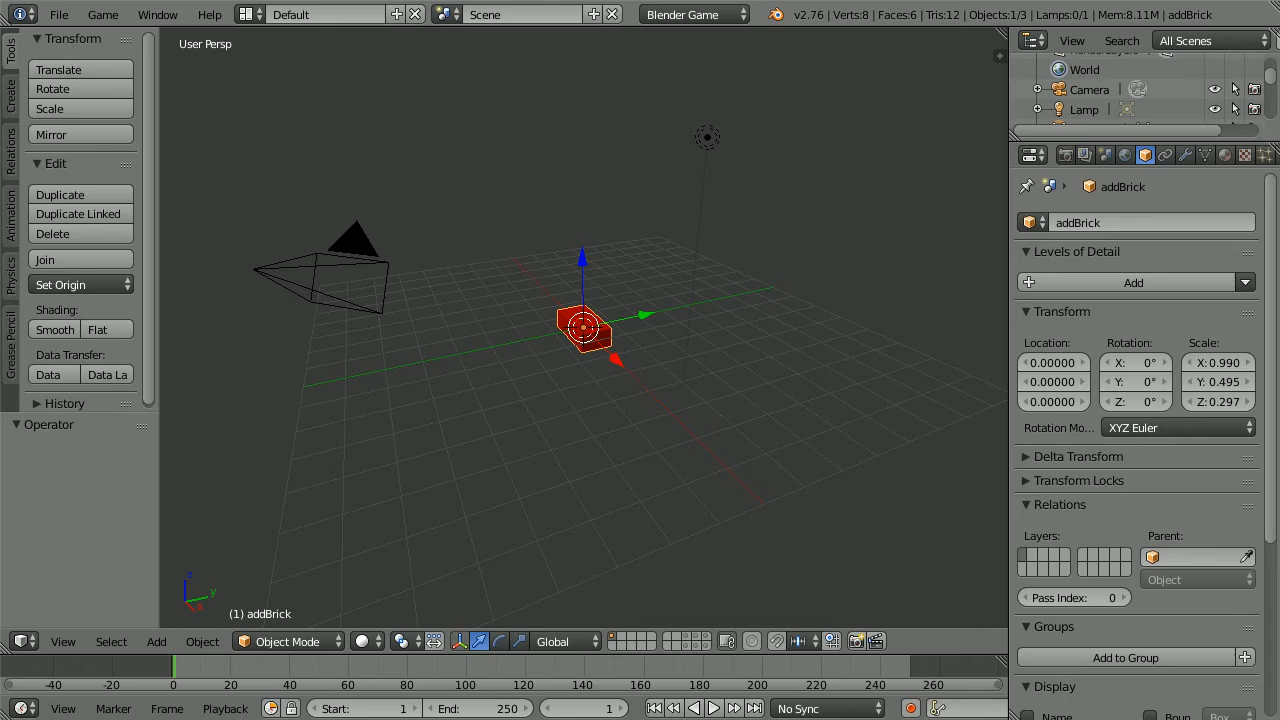 File Game Window Help Default Scene Blender Game v2.76 | Verts:8 | Faces:6 | Tris:12 | Objects:1/3 | Lamps:0/1 | Mem:8.11M | addBrick
Tools
Create
Relations
Animation
Physics
Grease Pencil
Transform
Translate
Rotate
Scale
Mirror
Edit
Duplicate
Duplicate Linked
Delete
Join
Set Origin
Shading:
Smooth Flat
Data Transfer:
Data Data La
History
Operator
User Persp
z
y
x
(1) addBrick
View Search All Scenes
World
Camera
Lamp
addBrick
addBrick
Levels of Detail
Add
Transform
Location: Rotation: Scale:
0.00000 X: 0° X: 0.990
0.00000 Y: 0° Y: 0.495
0.00000 Z: 0° Z: 0.297
Rotation Mo... XYZ Euler
Delta Transform
Transform Locks
Relations
Layers: Parent:
Object
Pass Index: 0
Groups
Add to Group
Display
Name Boun Box
View Select Add Object Object Mode Global
-40 -20 0 20 40 60 80 100 120 140 160 180 200 220 240 260
View Marker Frame Playback Start: 1 End: 250 1 No Sync